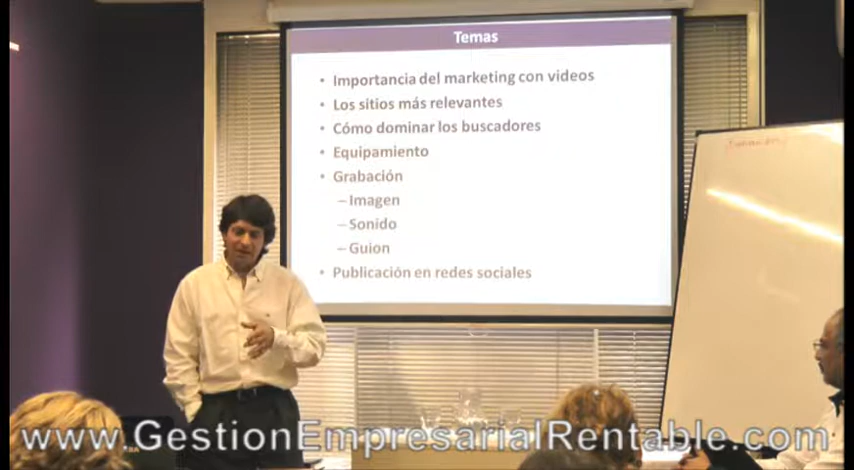 Temas
• Importancia del marketing con videos
• Los sitios más relevantes
• Cómo dominar los buscadores
• Equipamiento
• Grabación
– Imagen
– Sonido
– Guion
• Publicación en redes sociales
www.GestionEmpresarialRentable.com